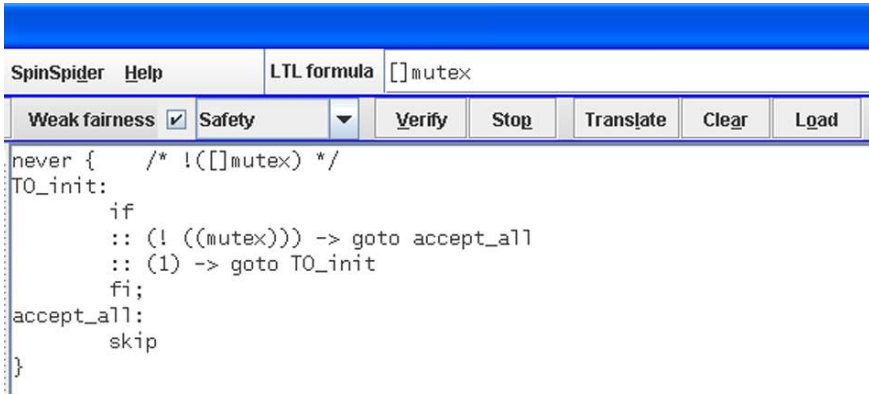 SpinSpider Help LTL formula []mutex
Weak fairness Safety Verify Stop Translate Clear Load
never {    /* !([]mutex) */
T0_init:
        if
        :: (! ((mutex))) -> goto accept_all
        :: (1) -> goto T0_init
        fi;
accept_all:
        skip
}